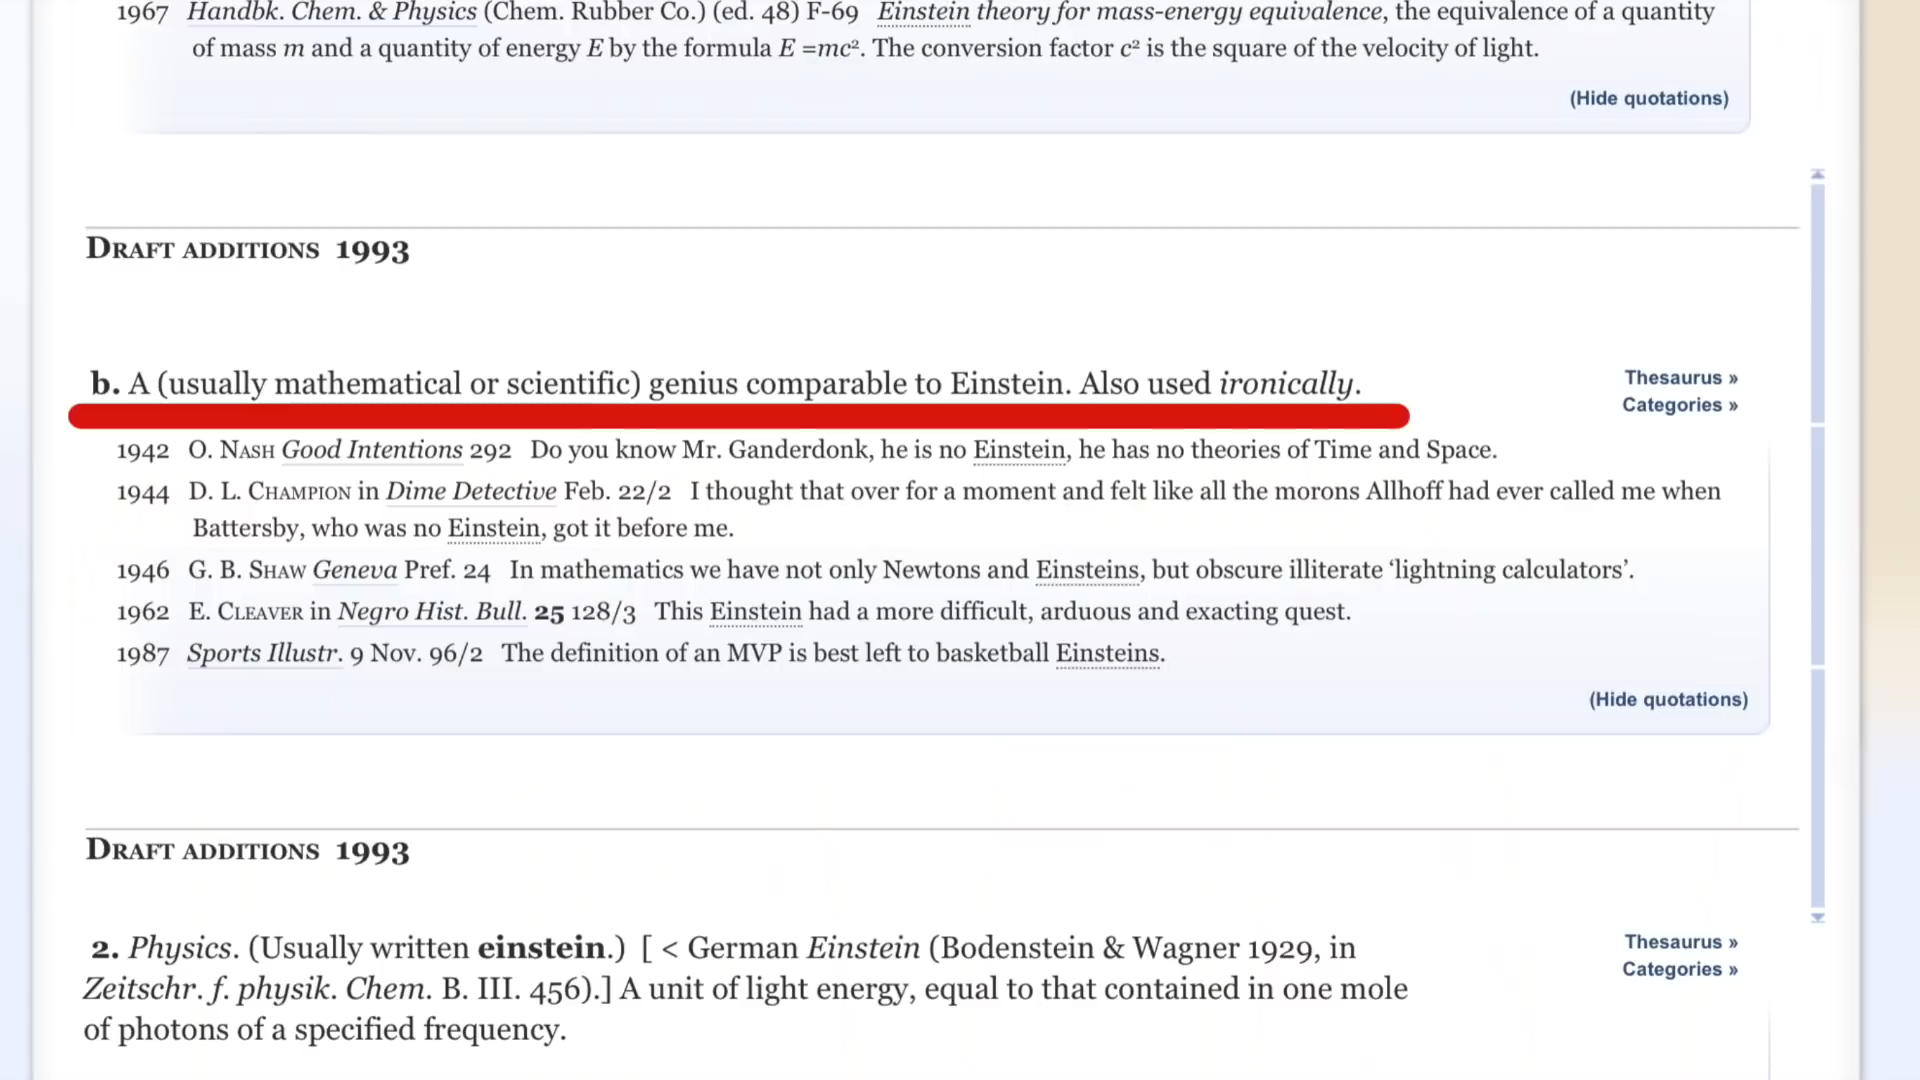 1967 Handbk. Chem. & Physics (Chem. Rubber Co.) (ed. 48) F-69 Einstein theory for mass-energy equivalence, the equivalence of a quantity
of mass m and a quantity of energy E by the formula E =mc². The conversion factor c² is the square of the velocity of light.
(Hide quotations)
DRAFT ADDITIONS 1993
b. A (usually mathematical or scientific) genius comparable to Einstein. Also used ironically.
Thesaurus »
Categories »
1942 O. NASH Good Intentions 292 Do you know Mr. Ganderdonk, he is no Einstein, he has no theories of Time and Space.
1944 D. L. CHAMPION in Dime Detective Feb. 22/2 I thought that over for a moment and felt like all the morons Allhoff had ever called me when
Battersby, who was no Einstein, got it before me.
1946 G. B. SHAW Geneva Pref. 24 In mathematics we have not only Newtons and Einsteins, but obscure illiterate ‘lightning calculators’.
1962 E. CLEAVER in Negro Hist. Bull. 25 128/3 This Einstein had a more difficult, arduous and exacting quest.
1987 Sports Illustr. 9 Nov. 96/2 The definition of an MVP is best left to basketball Einsteins.
(Hide quotations)
DRAFT ADDITIONS 1993
2. Physics. (Usually written einstein.) [ < German Einstein (Bodenstein & Wagner 1929, in
Thesaurus »
Categories »
Zeitschr. f. physik. Chem. B. III. 456).] A unit of light energy, equal to that contained in one mole
of photons of a specified frequency.